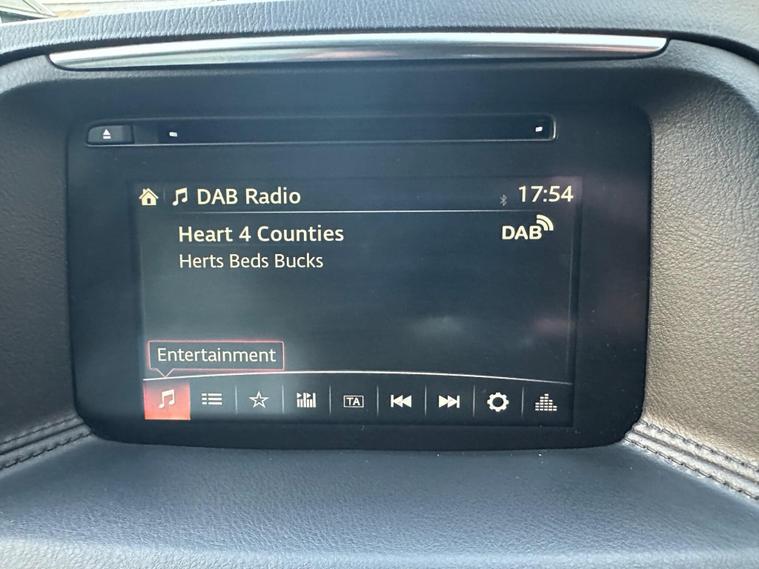 DAB Radio 17:54
Heart 4 Counties DAB
Herts Beds Bucks
Entertainment
TA